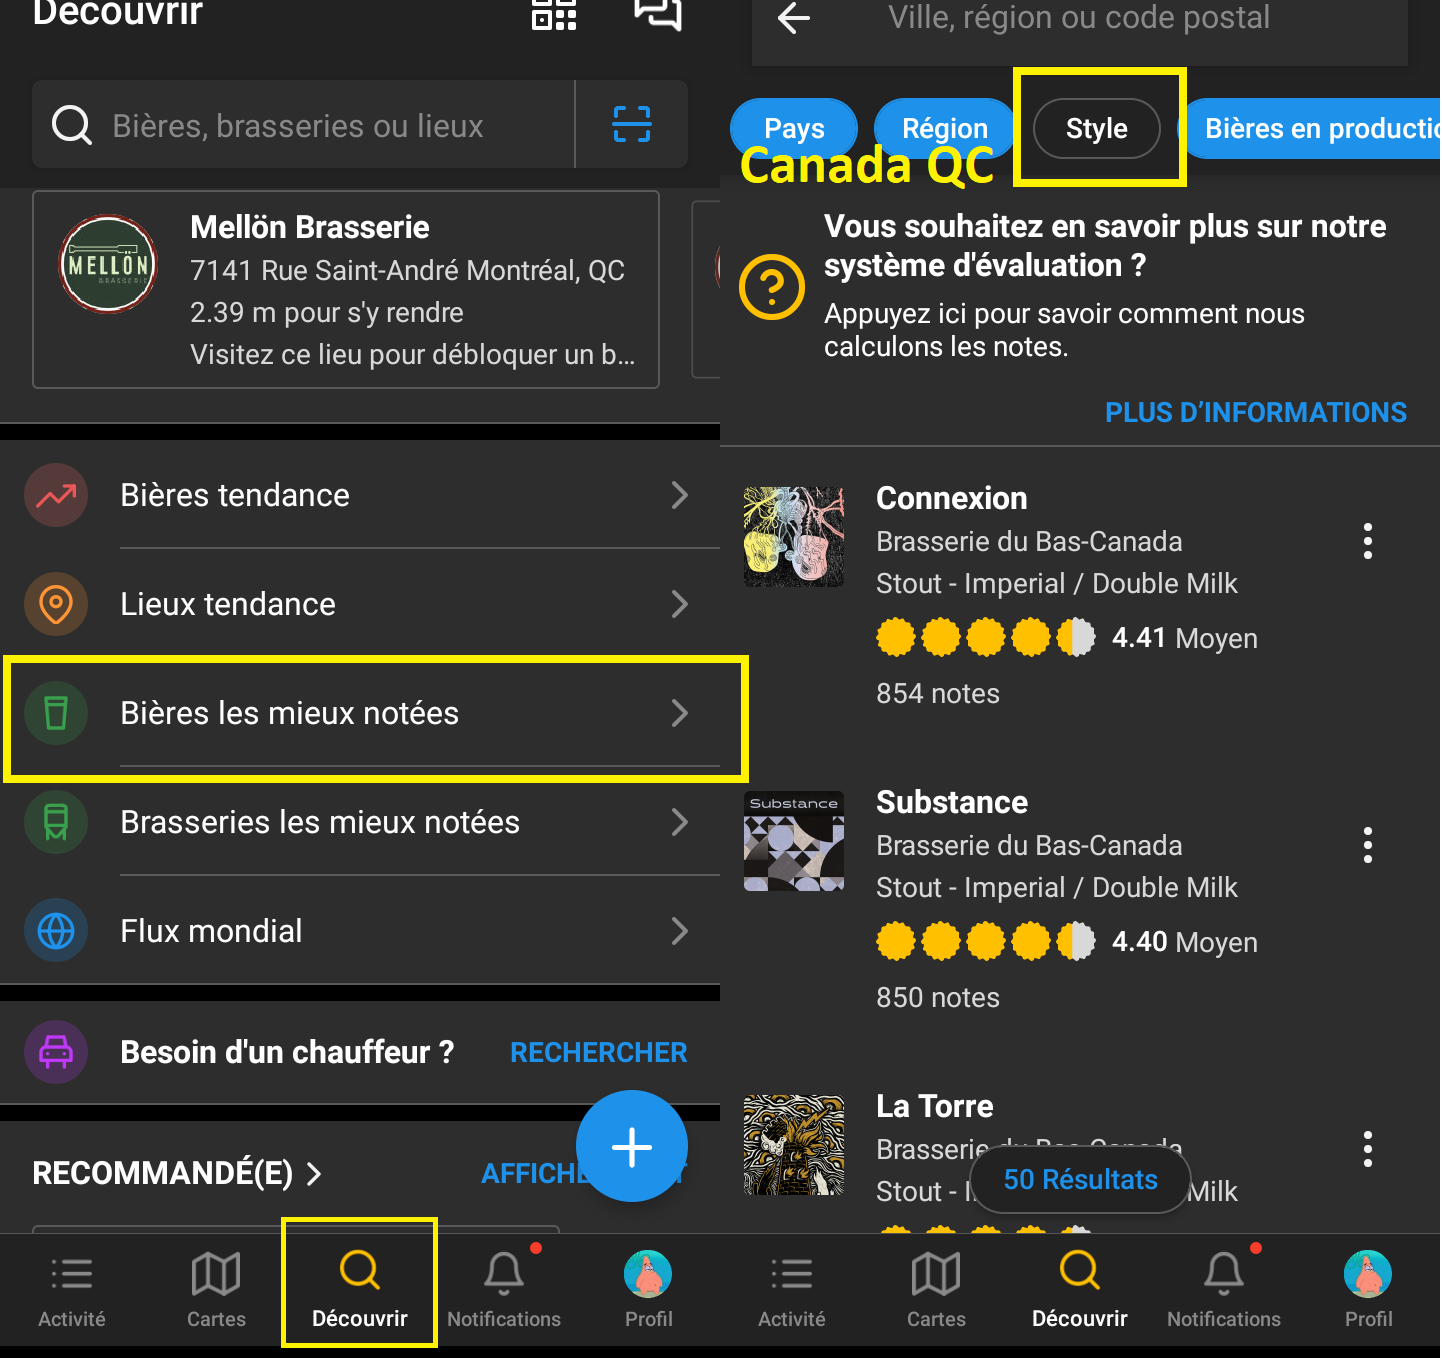 Découvrir
Bières, brasseries ou lieux
MELLÖN
BRASSERIE
Mellön Brasserie
7141 Rue Saint-André Montréal, QC
2.39 m pour s'y rendre
Visitez ce lieu pour débloquer un b...
Bières tendance
Lieux tendance
Bières les mieux notées
Brasseries les mieux notées
Flux mondial
Besoin d'un chauffeur ?
RECHERCHER
RECOMMANDÉ(E)
Activité
Cartes
Découvrir
Notifications
Profil
Ville, région ou code postal
Pays
Région
Style
Bières en productio
Canada QC
Vous souhaitez en savoir plus sur notre
système d'évaluation ?
Appuyez ici pour savoir comment nous
calculons les notes.
PLUS D’INFORMATIONS
Connexion
Brasserie du Bas-Canada
Stout - Imperial / Double Milk
4.41 Moyen
854 notes
Substance
Substance
Brasserie du Bas-Canada
Stout - Imperial / Double Milk
4.40 Moyen
850 notes
La Torre
Brasserie du Bas-Canada
Stout - Milk
50 Résultats
Activité
Cartes
Découvrir
Notifications
Profil